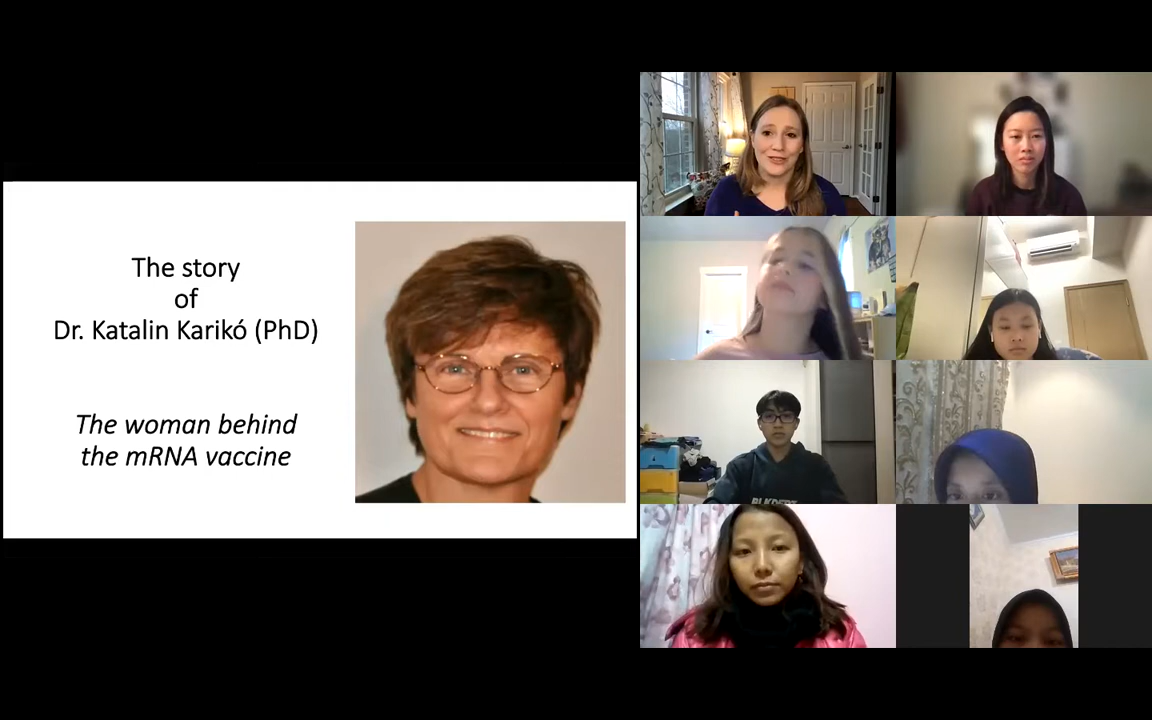 The story
of
Dr. Katalin Karikó (PhD)
The woman behind
the mRNA vaccine